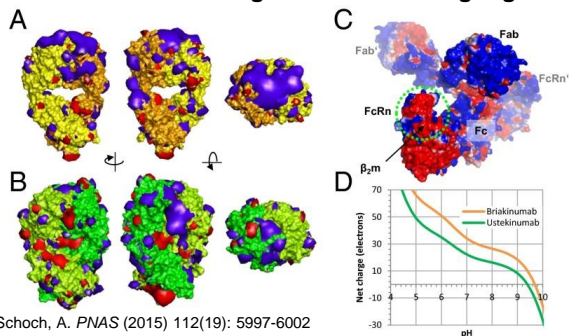 A
B
C
Fab'
Fab
FcRn'
FcRn
Fc
β2m
D
Net charge (electrons)
70
50
30
10
-10
-30
Briakinumab
Ustekinumab
4
5
6
7
8
9
10
pH
Schoch, A. PNAS (2015) 112(19): 5997-6002